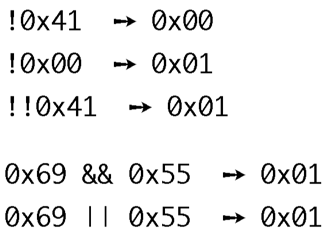 !0x41 → 0x00
!0x00 → 0x01
!!0x41 → 0x01
0x69 && 0x55 → 0x01
0x69 || 0x55 → 0x01